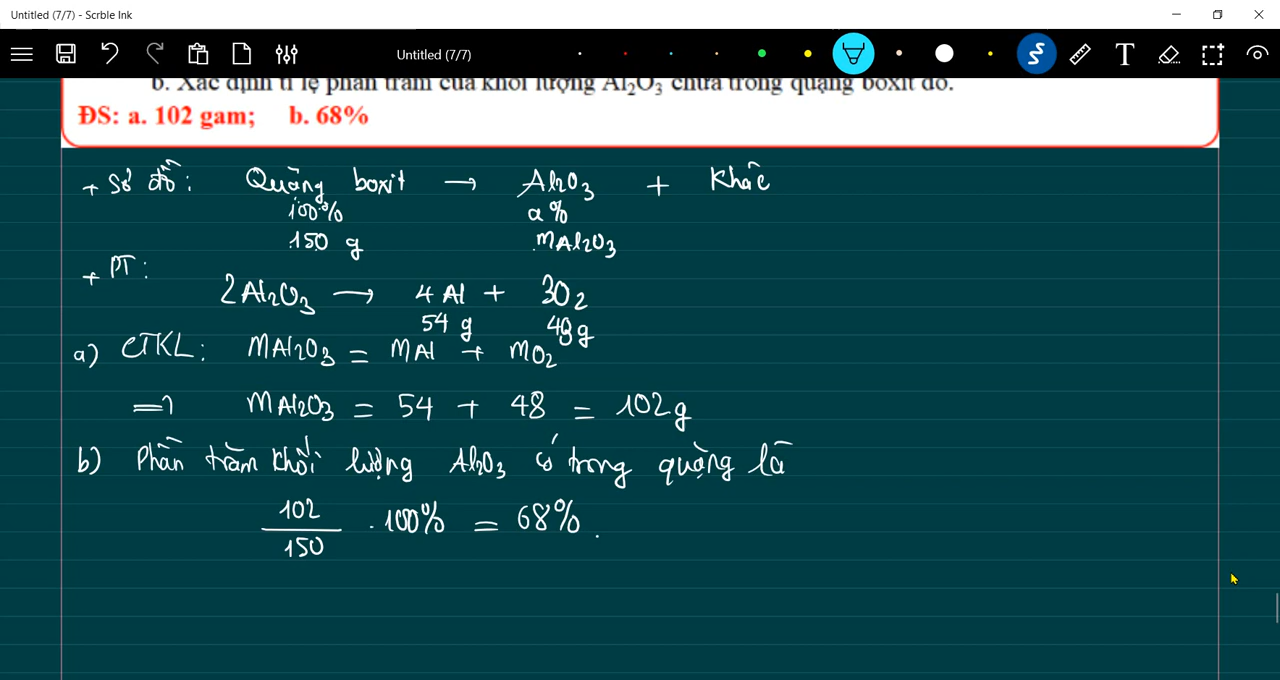 Untitled (7/7) - Scrble Ink
Untitled (7/7)
T
b. Xác định tỉ lệ phần trăm của khối lượng Al₂O₃ chứa trong quặng boxit đó.
ĐS: a. 102 gam; b. 68%
+ Sơ đồ: Quặng boxit → Al₂O₃ + Khác
100% a%
150 g mAl₂O₃
+ PT:
2Al₂O₃ → 4Al + 3O₂
54 g 48g
a) CTKL: mAl₂O₃ = mAl + mO₂
=> mAl₂O₃ = 54 + 48 = 102g
b) Phần trăm khối lượng Al₂O₃ có trong quặng là
102
——— . 100% = 68%.
150